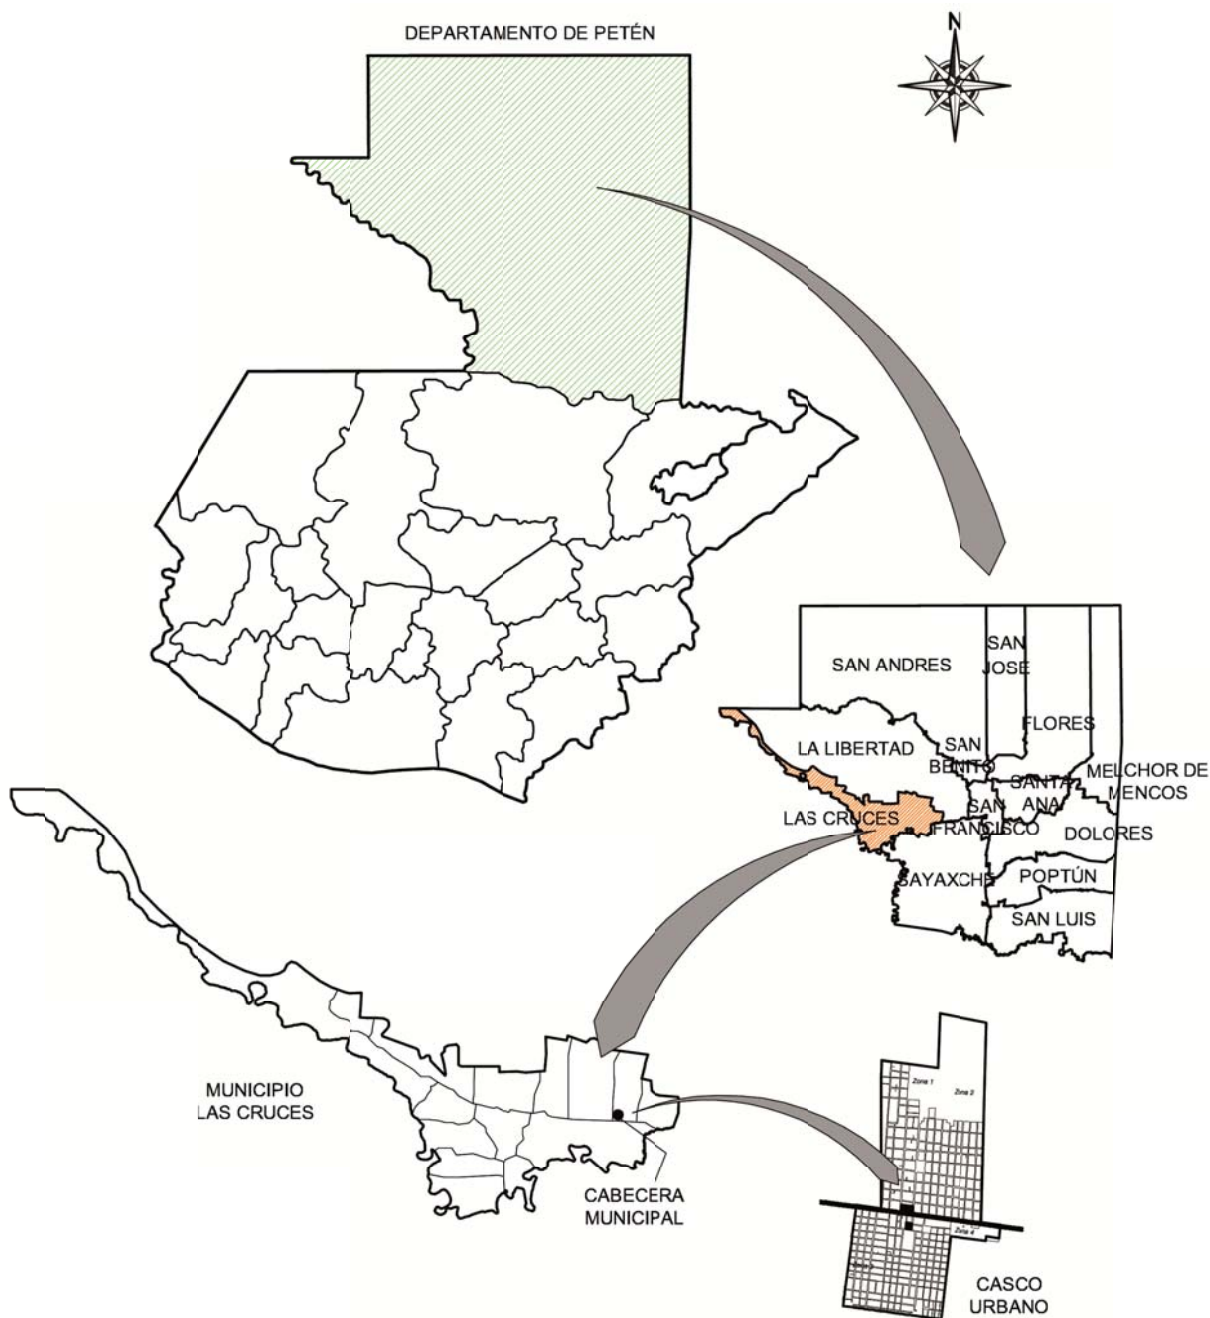 DEPARTAMENTO DE PETÉN
N
SAN ANDRES
SAN
JOSE
FLORES
LA LIBERTAD
SAN
BENITO
MELCHOR DE
MENCOS
SANTA
ANA
LAS CRUCES
SAN
FRANCISCO
DOLORES
SAYAXCHE
POPTÚN
SAN LUIS
MUNICIPIO
LAS CRUCES
CABECERA
MUNICIPAL
Zona 1
Zona 2
Zona 4
CASCO
URBANO